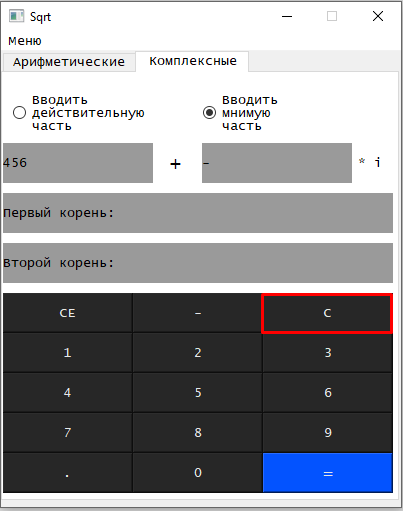 Sqrt
Меню
Арифметические Комплексные
Вводить действительную часть
Вводить мнимую часть
456 + - * i
Первый корень:
Второй корень:
CE - C
1 2 3
4 5 6
7 8 9
. 0 =